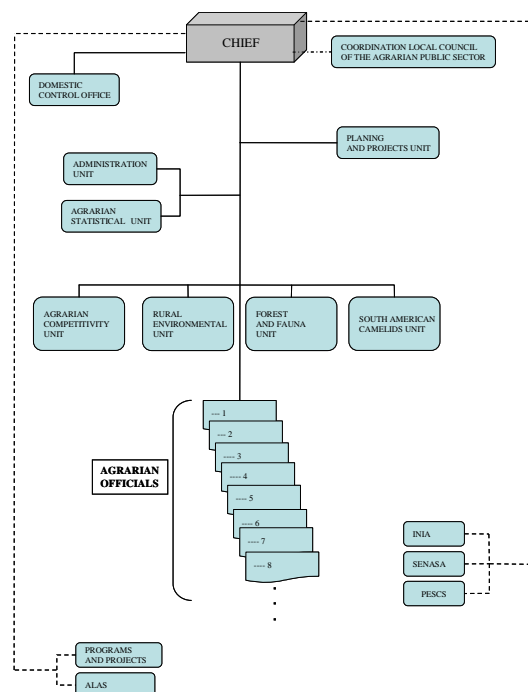 CHIEF
COORDINATION LOCAL COUNCIL
OF THE AGRARIAN PUBLIC SECTOR
DOMESTIC
CONTROL OFFICE
PLANING
AND PROJECTS UNIT
ADMINISTRATION
UNIT
AGRARIAN
STATISTICAL UNIT
AGRARIAN
COMPETITIVITY
UNIT
RURAL
ENVIRONMENTAL
UNIT
FOREST
AND FAUNA
UNIT
SOUTH AMERICAN
CAMELIDS UNIT
AGRARIAN
OFFICIALS
--- 1
--- 2
---- 3
---- 4
---- 5
---- 6
---- 7
---- 8
INIA
SENASA
PESCS
PROGRAMS
AND PROJECTS
ALAS